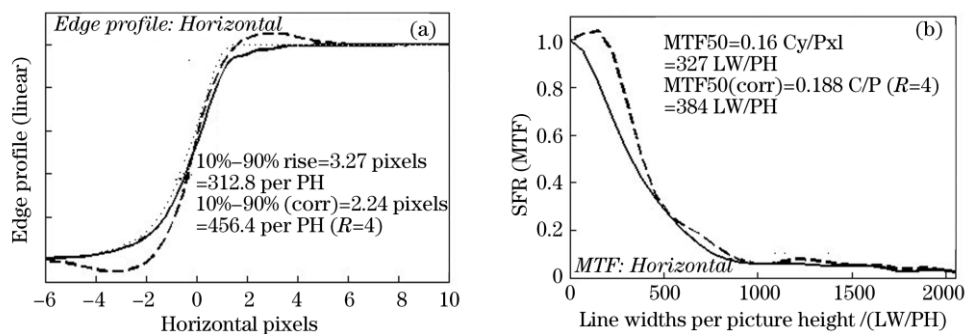 Edge profile: Horizontal
(a)
Edge profile (linear)
10%–90% rise=3.27 pixels
=312.8 per PH
10%–90% (corr)=2.24 pixels
=456.4 per PH (R=4)
−6 −4 −2 0 2 4 6 8 10
Horizontal pixels
(b)
MTF50=0.16 Cy/Pxl
=327 LW/PH
MTF50(corr)=0.188 C/P (R=4)
=384 LW/PH
SFR (MTF)
1.0
0.8
0.6
0.4
0.2
0
MTF: Horizontal
0 500 1000 1500 2000
Line widths per picture height /(LW/PH)